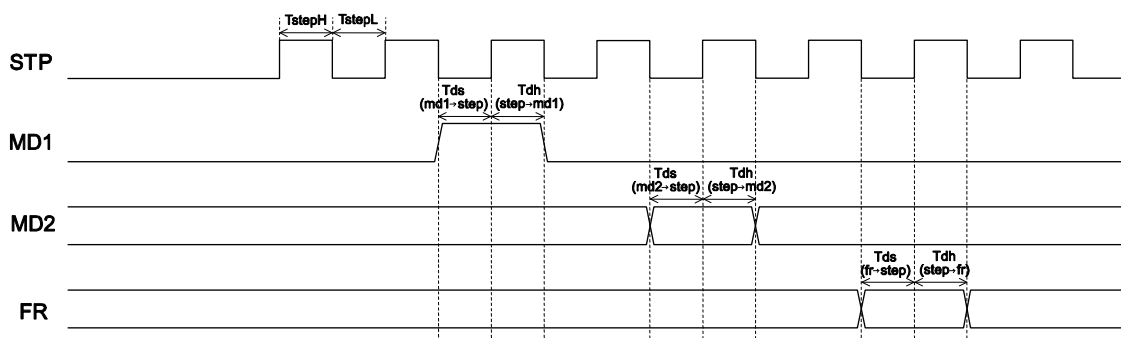 TstepH TstepL
STP
Tds Tdh
(md1→step) (step→md1)
MD1
Tds Tdh
(md2→step) (step→md2)
MD2
Tds Tdh
(fr→step) (step→fr)
FR